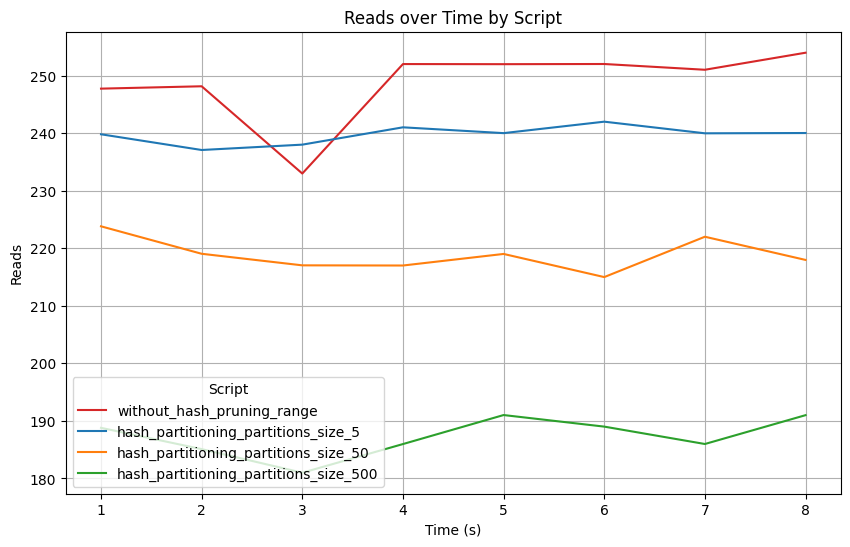 Reads over Time by Script
Reads
250
240
230
220
210
200
190
180
Script
without_hash_pruning_range
hash_partitioning_partitions_size_5
hash_partitioning_partitions_size_50
hash_partitioning_partitions_size_500
1 2 3 4 5 6 7 8
Time (s)